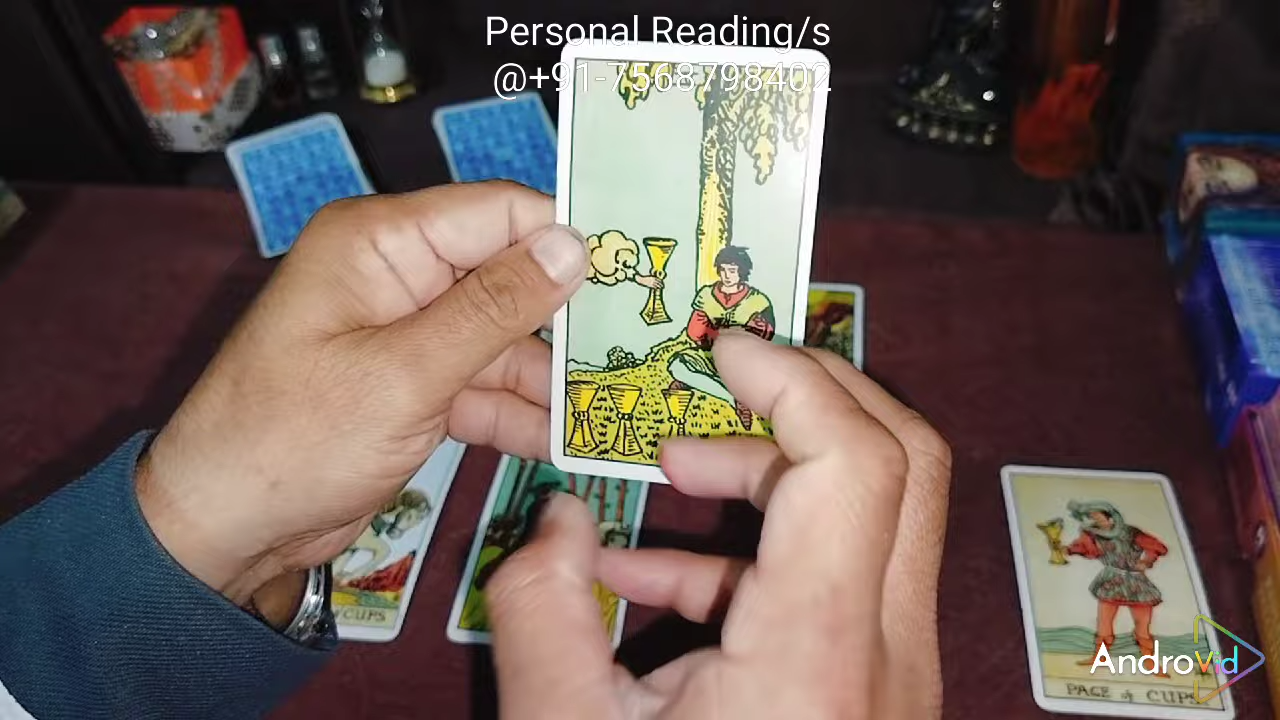 Personal Reading/s
@+91-7568798402
CUPS
PAGE of CUPS
AndroVid